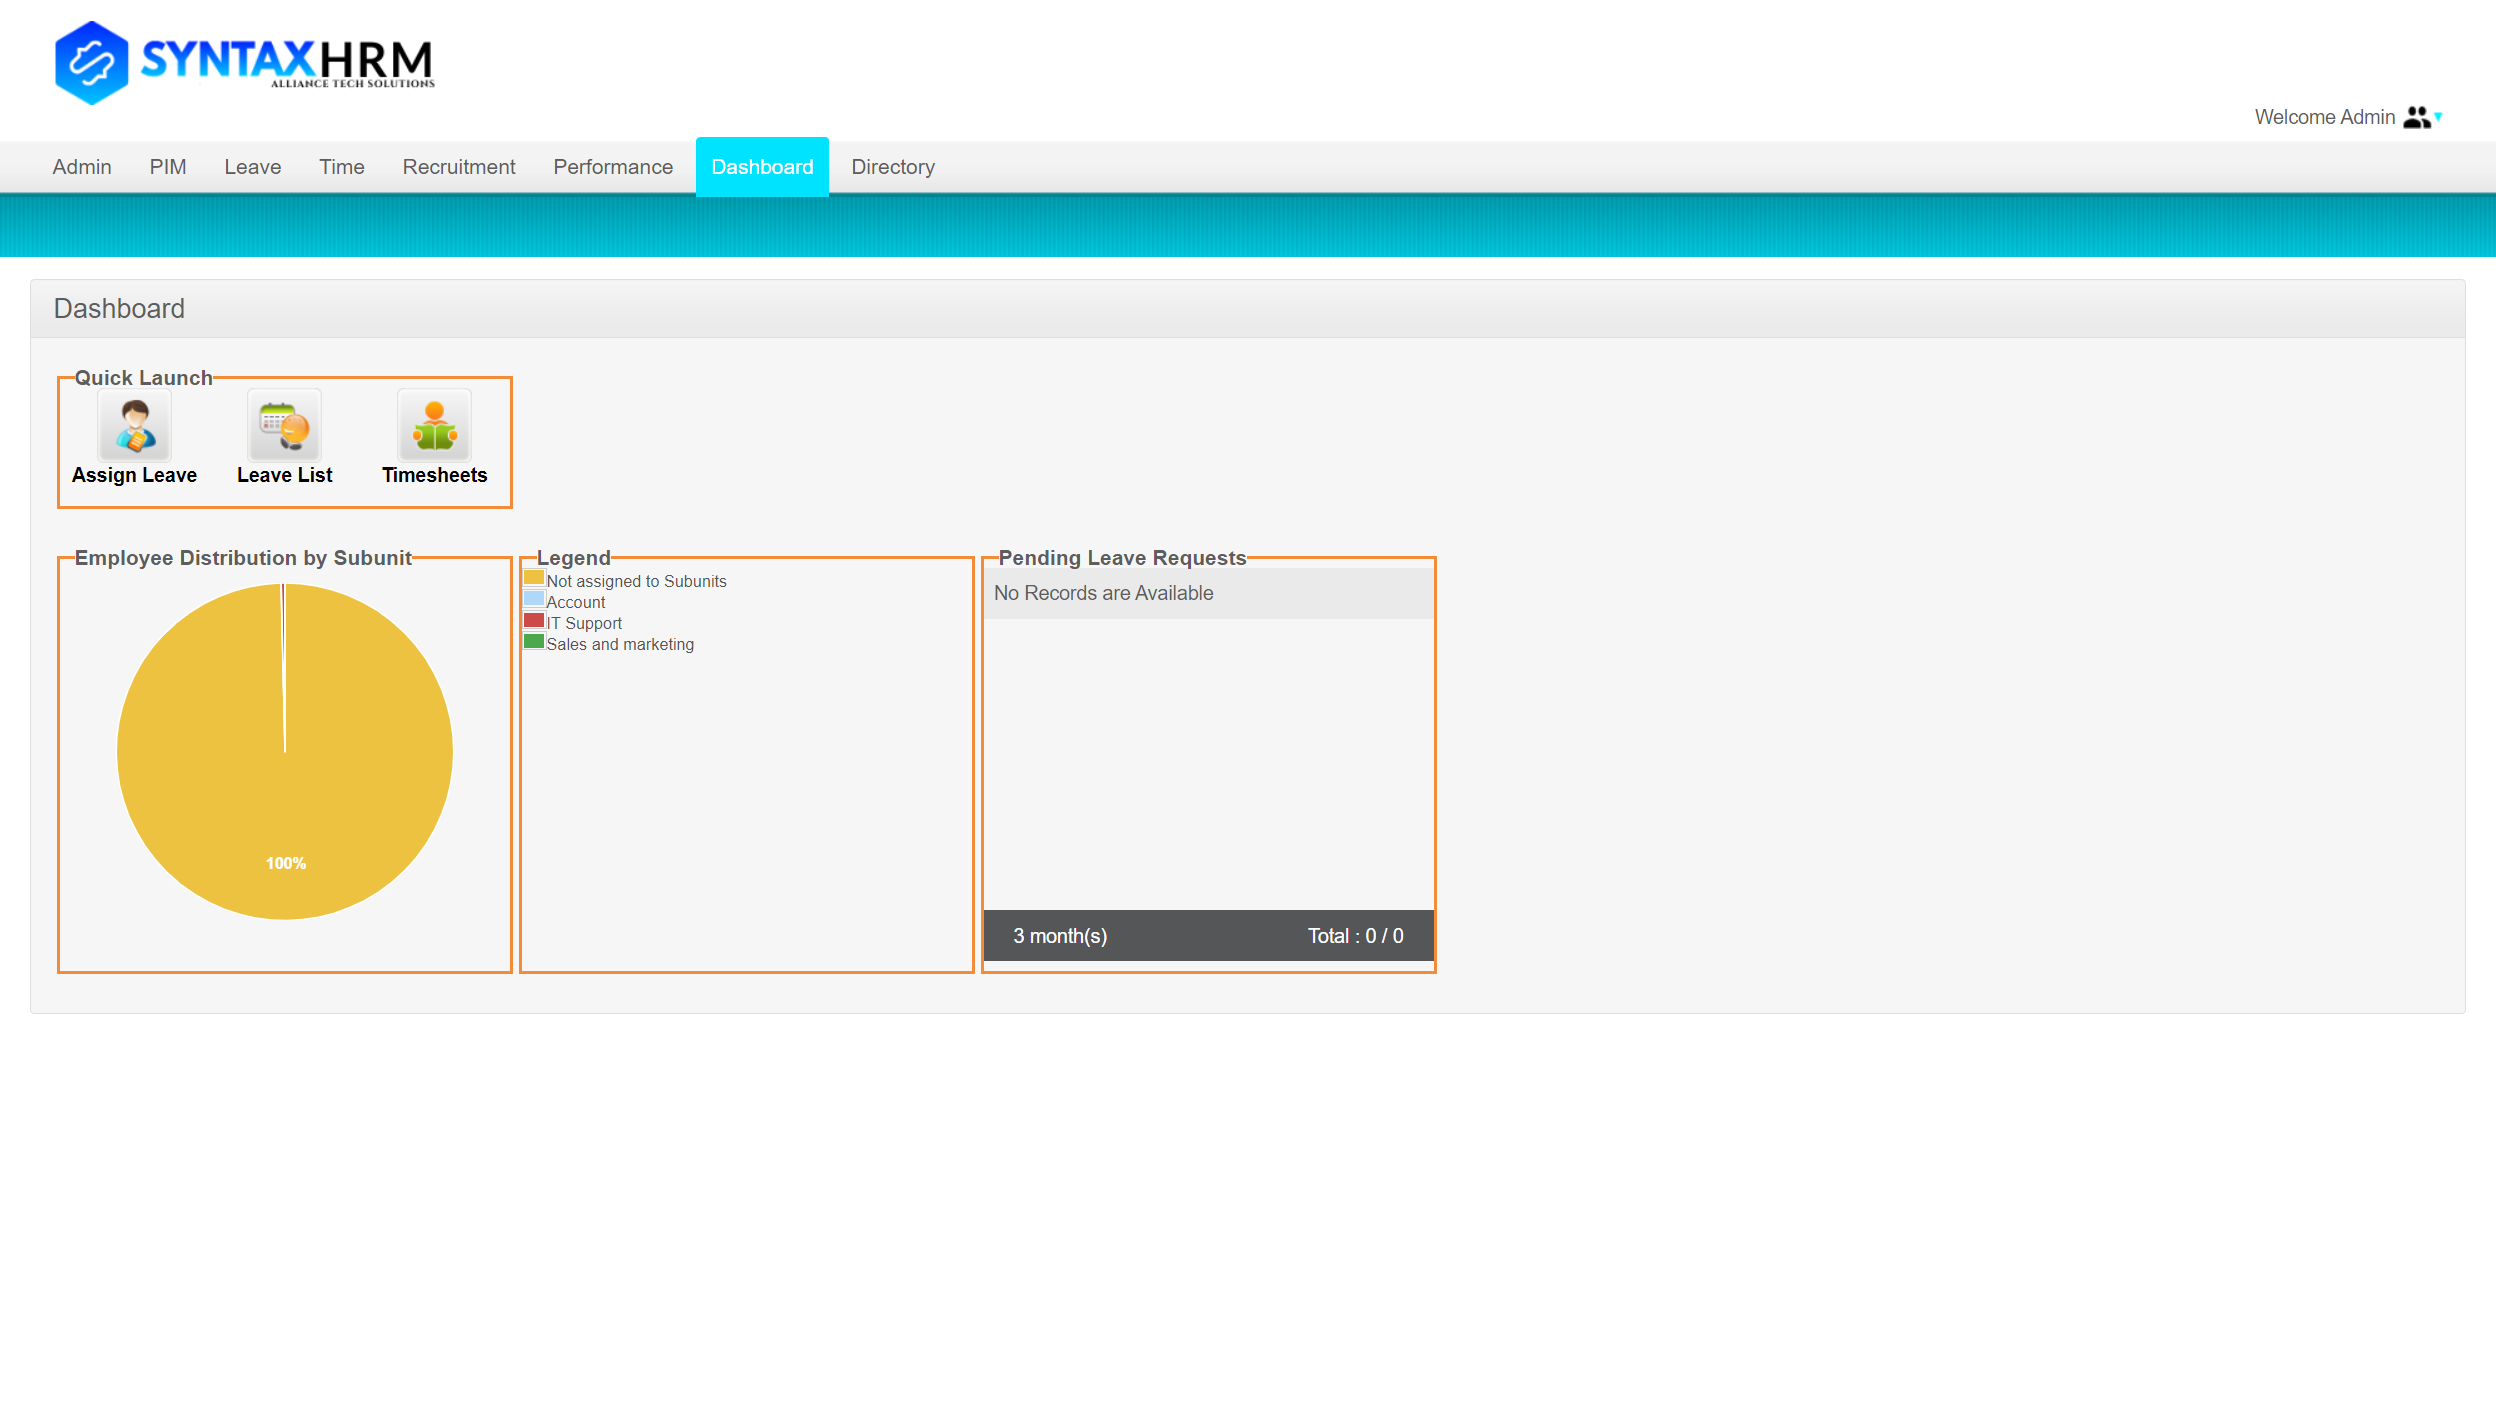 SYNTAXHRM
ALLIANCE TECH SOLUTIONS
Welcome Admin
Admin PIM Leave Time Recruitment Performance Dashboard Directory
Dashboard
Quick Launch
Assign Leave Leave List Timesheets
Employee Distribution by Subunit
100%
Legend
Not assigned to Subunits
Account
IT Support
Sales and marketing
Pending Leave Requests
No Records are Available
3 month(s) Total : 0 / 0